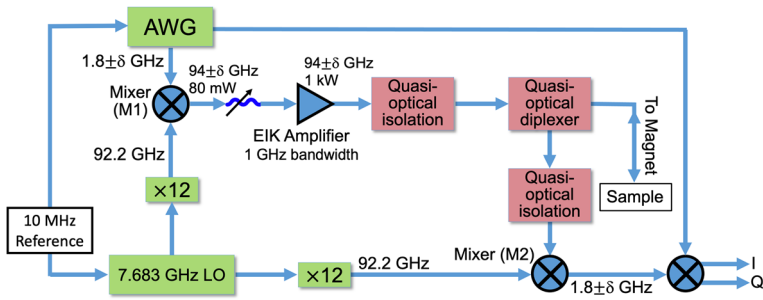 AWG
1.8±δ GHz
Mixer
(M1)
94±δ GHz
80 mW
94±δ GHz
1 kW
EIK Amplifier
1 GHz bandwidth
Quasi-
optical
isolation
Quasi-
optical
diplexer
To Magnet
Sample
92.2 GHz
×12
Quasi-
optical
isolation
10 MHz
Reference
7.683 GHz LO
×12
92.2 GHz
Mixer (M2)
1.8±δ GHz
I
Q